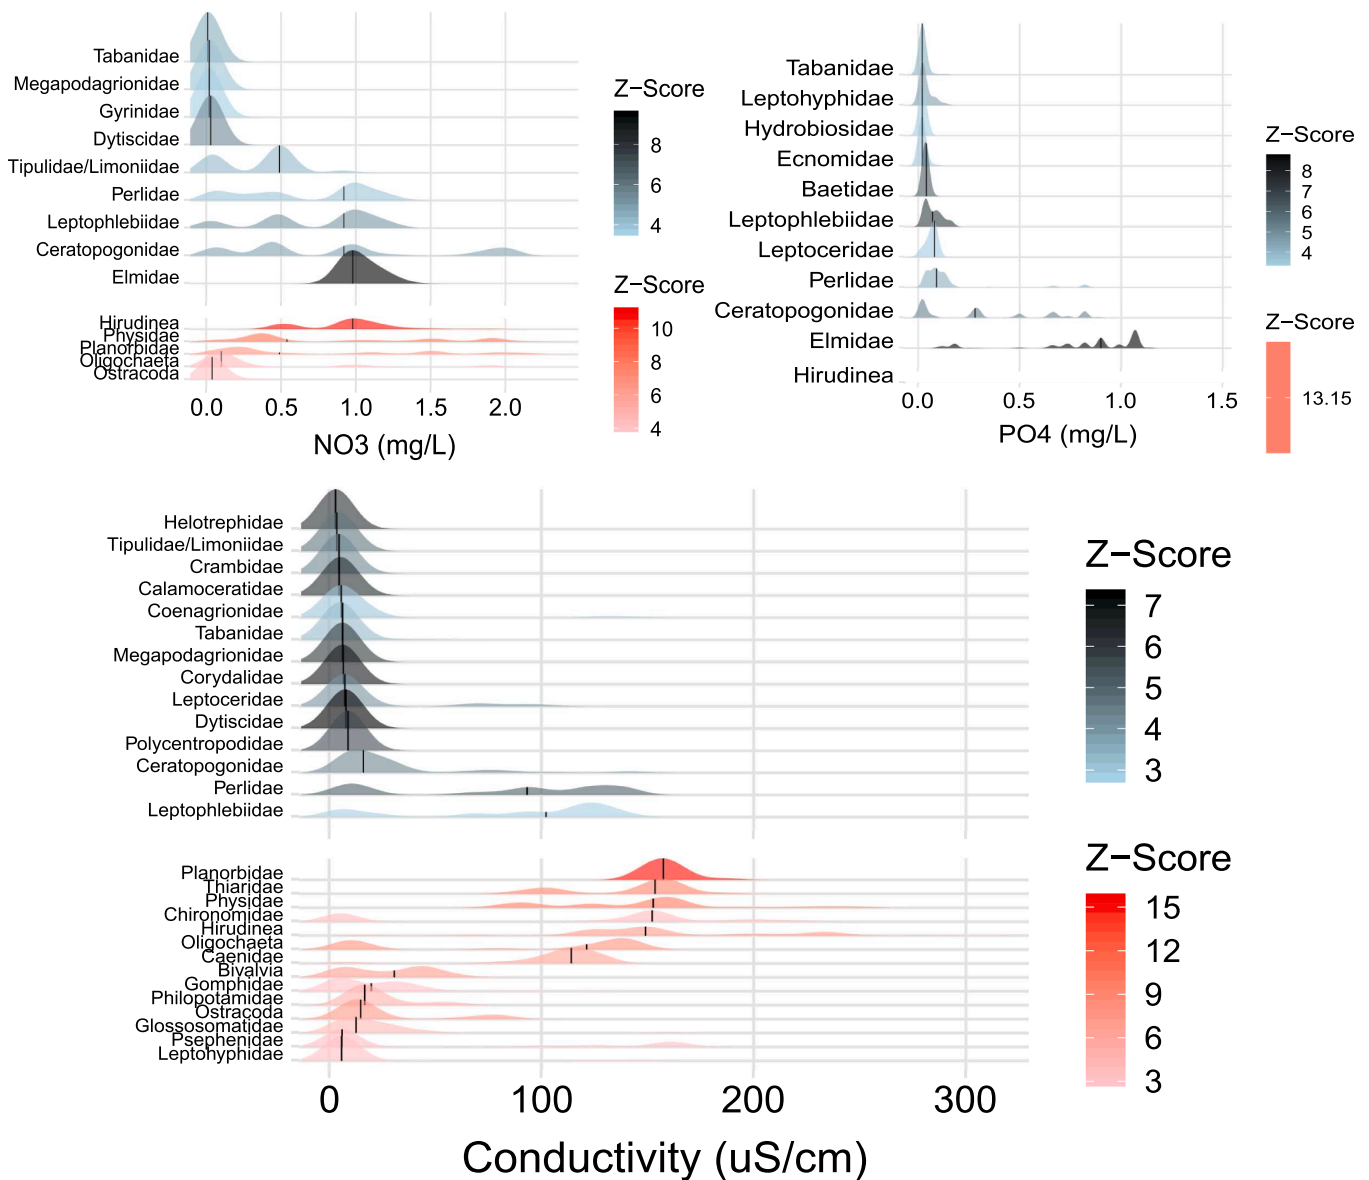 Tabanidae
Megapodagrionidae
Gyrinidae
Dytiscidae
Tipulidae/Limoniidae
Perlidae
Leptophlebiidae
Ceratopogonidae
Elmidae
Hirudinea
Physidae
Planorbidae
Oligochaeta
Ostracoda
0.0 0.5 1.0 1.5 2.0
NO3 (mg/L)
Z−Score
8
6
4
Z−Score
10
8
6
4
Tabanidae
Leptohyphidae
Hydrobiosidae
Ecnomidae
Baetidae
Leptophlebiidae
Leptoceridae
Perlidae
Ceratopogonidae
Elmidae
Hirudinea
0.0 0.5 1.0 1.5
PO4 (mg/L)
Z−Score
8
7
6
5
4
Z−Score
13.15
Helotrephidae
Tipulidae/Limoniidae
Crambidae
Calamoceratidae
Coenagrionidae
Tabanidae
Megapodagrionidae
Corydalidae
Leptoceridae
Dytiscidae
Polycentropodidae
Ceratopogonidae
Perlidae
Leptophlebiidae
Planorbidae
Thiaridae
Physidae
Chironomidae
Hirudinea
Oligochaeta
Caenidae
Bivalvia
Gomphidae
Philopotamidae
Ostracoda
Glossosomatidae
Psephenidae
Leptohyphidae
0 100 200 300
Conductivity (uS/cm)
Z−Score
7
6
5
4
3
Z−Score
15
12
9
6
3